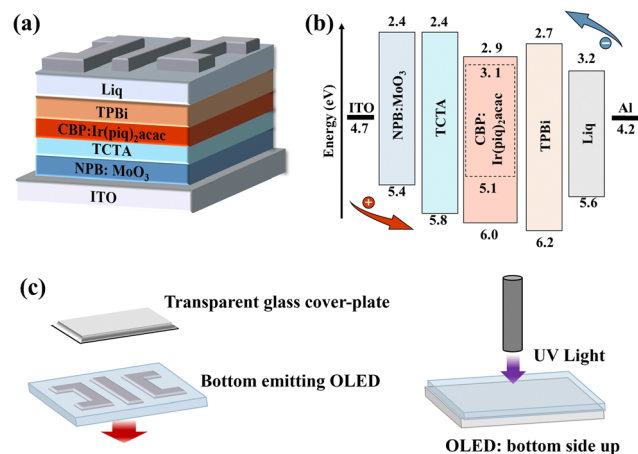 (a)
Liq
TPBi
CBP:Ir(piq)₂acac
TCTA
NPB: MoO₃
ITO
(b)
Energy (eV)
ITO
4.7
2.4
NPB:MoO₃
5.4
2.4
TCTA
5.8
2.9
3.1
CBP:
Ir(piq)₂acac
5.1
6.0
2.7
TPBi
6.2
3.2
Liq
5.6
Al
4.2
+
−
(c)
Transparent glass cover-plate
Bottom emitting OLED
UV Light
OLED: bottom side up